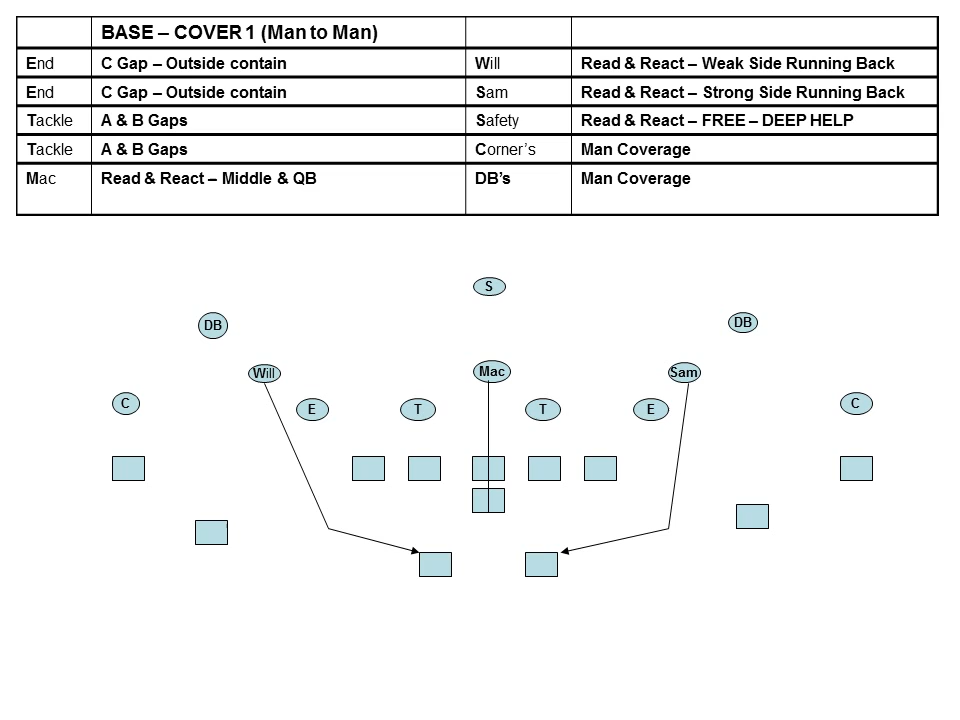 BASE – COVER 1 (Man to Man)
End C Gap – Outside contain Will Read & React – Weak Side Running Back
End C Gap – Outside contain Sam Read & React – Strong Side Running Back
Tackle A & B Gaps Safety Read & React – FREE – DEEP HELP
Tackle A & B Gaps Corner’s Man Coverage
Mac Read & React – Middle & QB DB’s Man Coverage
S
DB DB
Will Mac Sam
C E T T E C